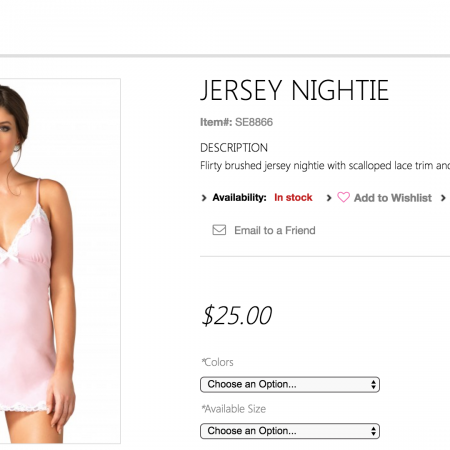 JERSEY NIGHTIE
Item#: SE8866
DESCRIPTION
Flirty brushed jersey nightie with scalloped lace trim and
Availability: In stock
Add to Wishlist
Email to a Friend
$25.00
*Colors
Choose an Option...
*Available Size
Choose an Option...